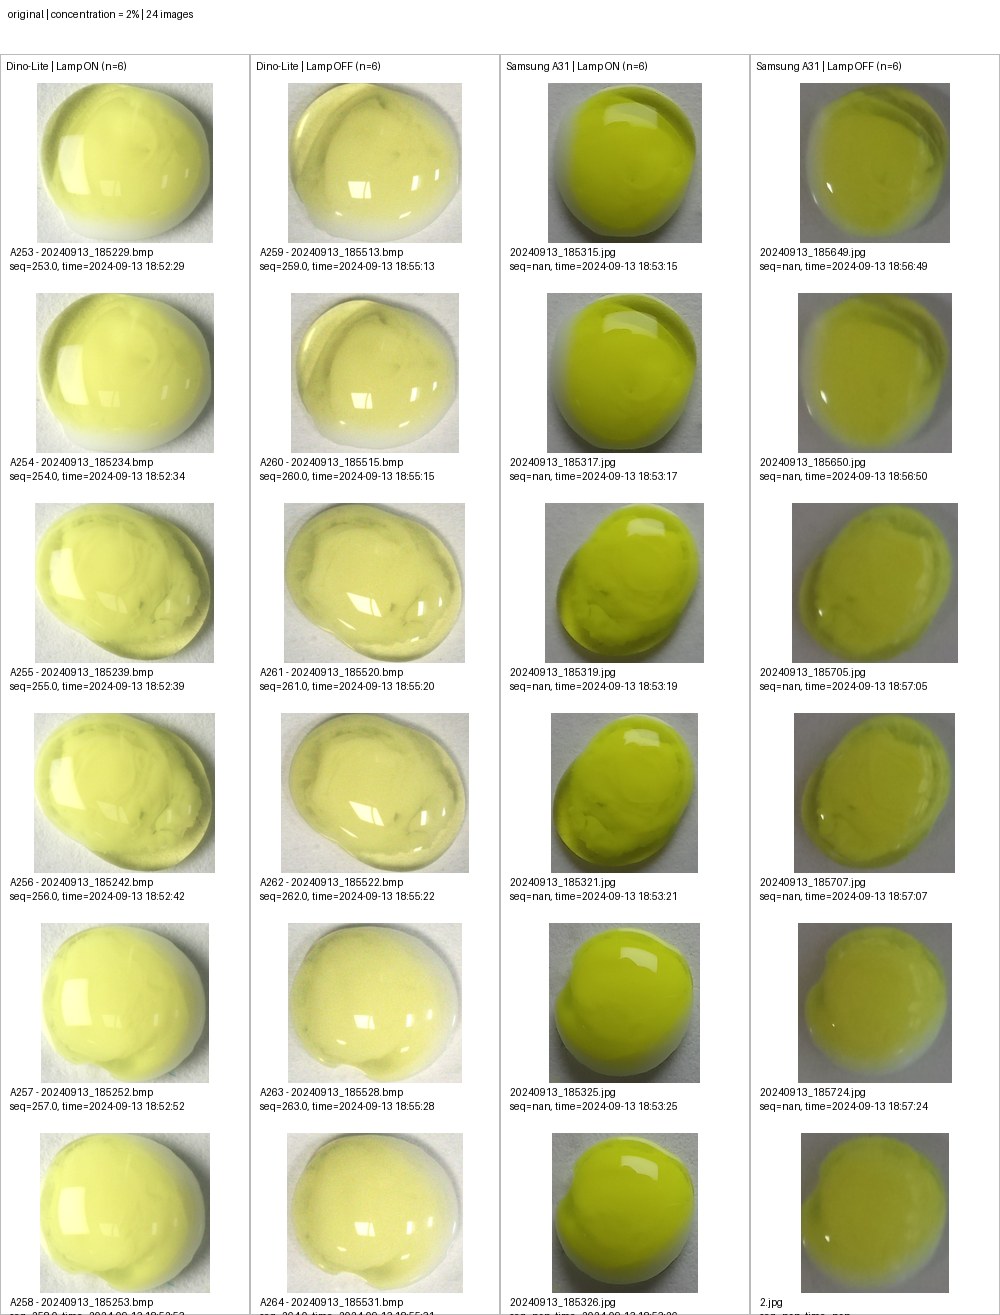 original | concentration = 2% | 24 images
Dino-Lite | Lamp ON (n=6)
Dino-Lite | Lamp OFF (n=6)
Samsung A31 | Lamp ON (n=6)
Samsung A31 | Lamp OFF (n=6)
A253 - 20240913_185229.bmp
seq=253.0, time=2024-09-13 18:52:29
A259 - 20240913_185513.bmp
seq=259.0, time=2024-09-13 18:55:13
20240913_185315.jpg
seq=nan, time=2024-09-13 18:53:15
20240913_185649.jpg
seq=nan, time=2024-09-13 18:56:49
A254 - 20240913_185234.bmp
seq=254.0, time=2024-09-13 18:52:34
A260 - 20240913_185515.bmp
seq=260.0, time=2024-09-13 18:55:15
20240913_185317.jpg
seq=nan, time=2024-09-13 18:53:17
20240913_185650.jpg
seq=nan, time=2024-09-13 18:56:50
A255 - 20240913_185239.bmp
seq=255.0, time=2024-09-13 18:52:39
A261 - 20240913_185520.bmp
seq=261.0, time=2024-09-13 18:55:20
20240913_185319.jpg
seq=nan, time=2024-09-13 18:53:19
20240913_185705.jpg
seq=nan, time=2024-09-13 18:57:05
A256 - 20240913_185242.bmp
seq=256.0, time=2024-09-13 18:52:42
A262 - 20240913_185522.bmp
seq=262.0, time=2024-09-13 18:55:22
20240913_185321.jpg
seq=nan, time=2024-09-13 18:53:21
20240913_185707.jpg
seq=nan, time=2024-09-13 18:57:07
A257 - 20240913_185252.bmp
seq=257.0, time=2024-09-13 18:52:52
A263 - 20240913_185528.bmp
seq=263.0, time=2024-09-13 18:55:28
20240913_185325.jpg
seq=nan, time=2024-09-13 18:53:25
20240913_185724.jpg
seq=nan, time=2024-09-13 18:57:24
A258 - 20240913_185253.bmp
A264 - 20240913_185531.bmp
20240913_185326.jpg
2.jpg